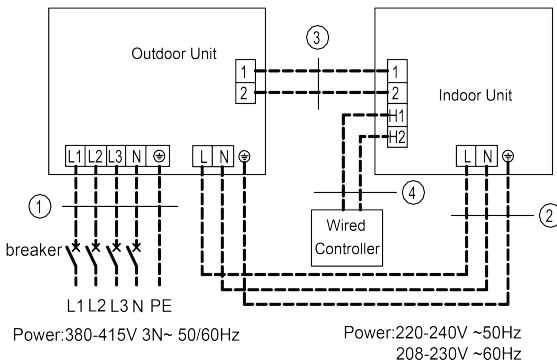 Outdoor Unit
1
2
L1 L2 L3 N ⏚
L N ⏚
3
Indoor Unit
1
2
H1
H2
L N ⏚
1
breaker
L1 L2 L3 N PE
Power:380-415V 3N~ 50/60Hz
4
Wired
Controller
2
Power:220-240V ~50Hz
208-230V ~60Hz